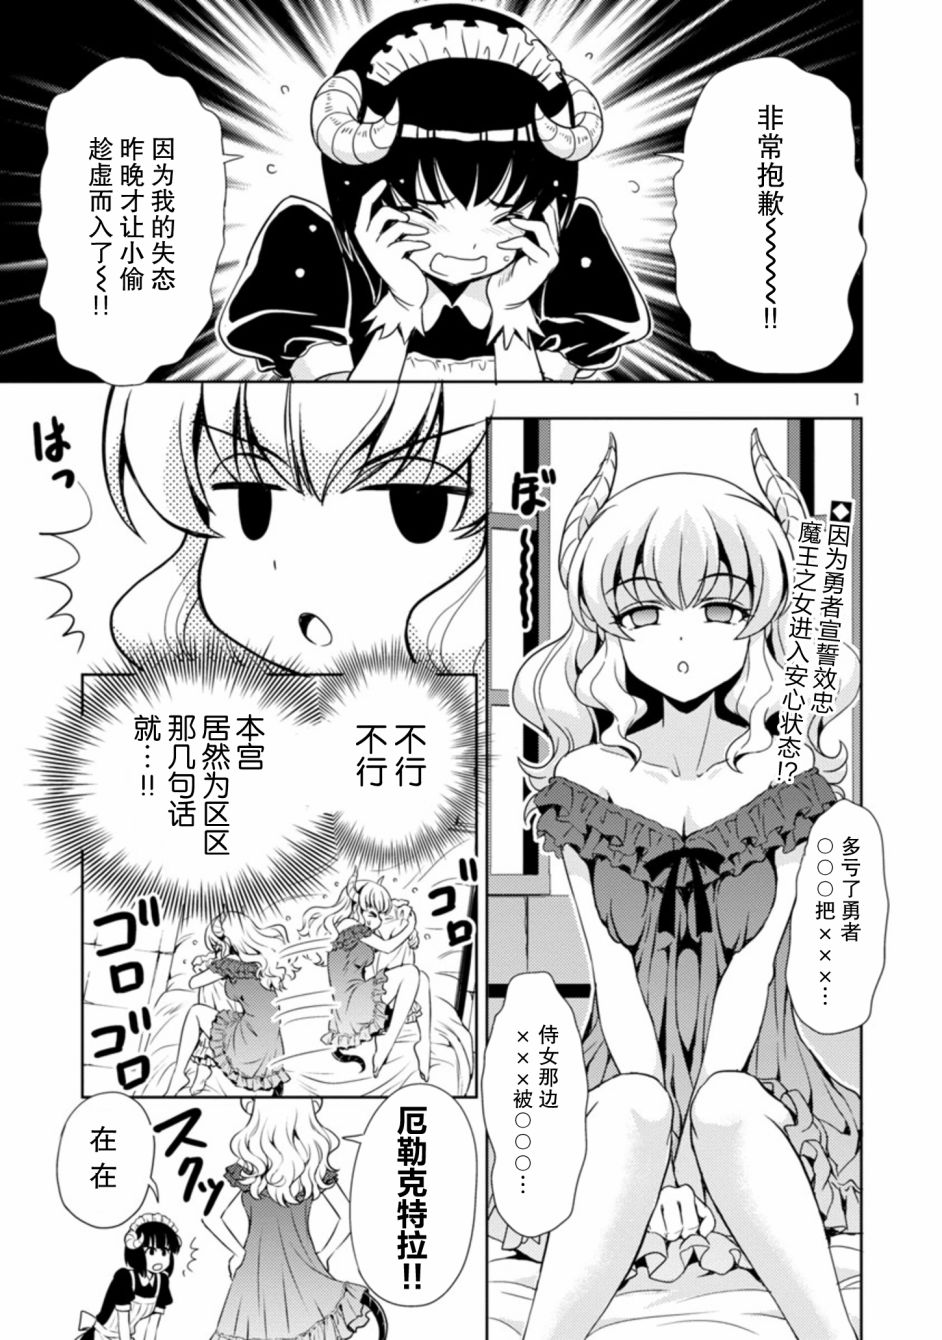 非常抱歉～～～～!!
因为我的失态
昨晚才让小偷
趁虚而入了～!!
1
ぼ～～～
◆因为勇者宣誓效忠
魔王之女进入安心状态!?
多亏了勇者
○○○把×××…
侍女那边
×××被○○○…
はっ
不行
不行
本宫
居然为区区
那几句话
就…!!
ゴロ
ゴロ
ゴロ
厄勒克特拉!!
スクッ
在
在